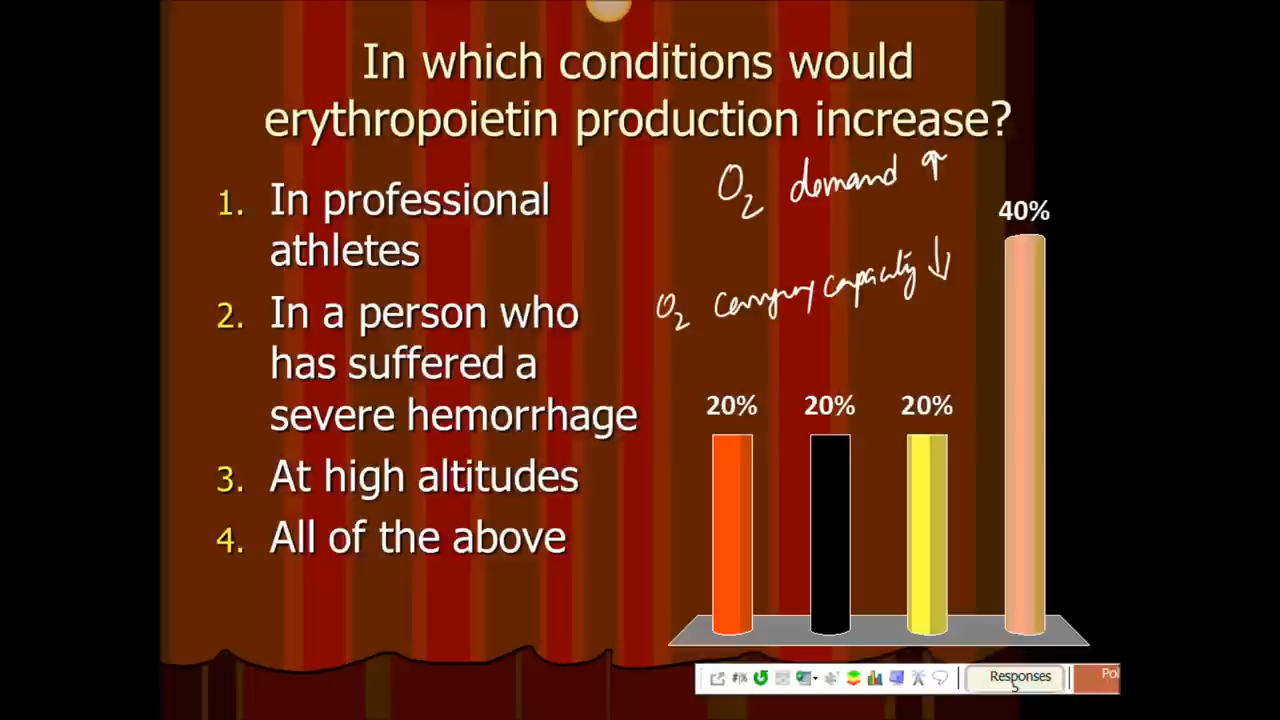 In which conditions would
erythropoietin production increase?
O2 demand ↑
1. In professional
athletes
40%
O2 carrying capacity ↓
2. In a person who
has suffered a
severe hemorrhage
20% 20% 20%
3. At high altitudes
4. All of the above
Responses
5